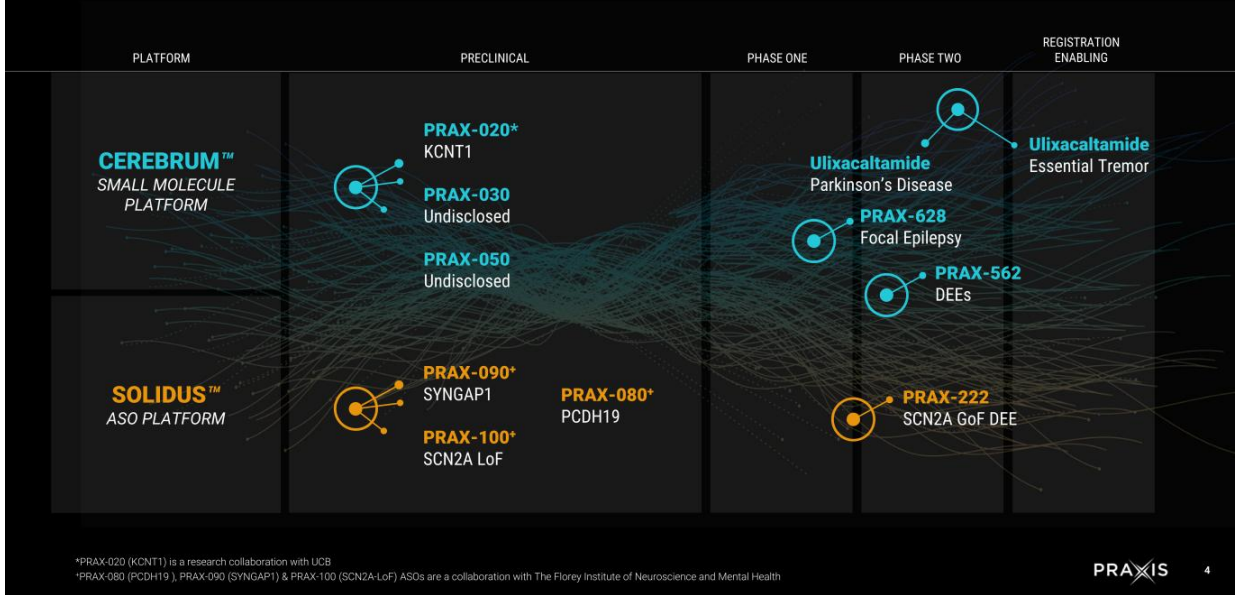 PLATFORM
PRECLINICAL
PHASE ONE
PHASE TWO
REGISTRATION
ENABLING
CEREBRUM™
SMALL MOLECULE
PLATFORM
PRAX-020*
KCNT1
PRAX-030
Undisclosed
PRAX-050
Undisclosed
Ulixacaltamide
Parkinson's Disease
Ulixacaltamide
Essential Tremor
PRAX-628
Focal Epilepsy
PRAX-562
DEEs
SOLIDUS™
ASO PLATFORM
PRAX-090⁺
SYNGAP1
PRAX-100⁺
SCN2A LoF
PRAX-080⁺
PCDH19
PRAX-222
SCN2A GoF DEE
*PRAX-020 (KCNT1) is a research collaboration with UCB
⁺PRAX-080 (PCDH19 ), PRAX-090 (SYNGAP1) & PRAX-100 (SCN2A-LoF) ASOs are a collaboration with The Florey Institute of Neuroscience and Mental Health
PRAXIS
4